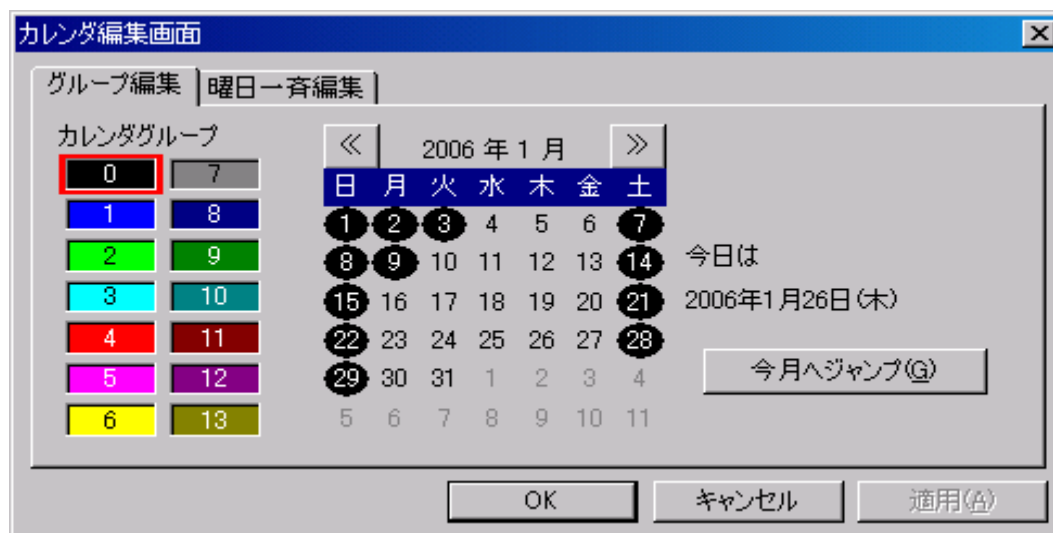 カレンダ編集画面
グループ編集 曜日一斉編集
カレンダグループ
0 7
1 8
2 9
3 10
4 11
5 12
6 13
≪ 2006 年 1 月 ≫
日 月 火 水 木 金 土
1 2 3 4 5 6 7
8 9 10 11 12 13 14
15 16 17 18 19 20 21
22 23 24 25 26 27 28
29 30 31 1 2 3 4
5 6 7 8 9 10 11
今日は
2006年1月26日(木)
今月へジャンプ(G)
OK キャンセル 適用(A)